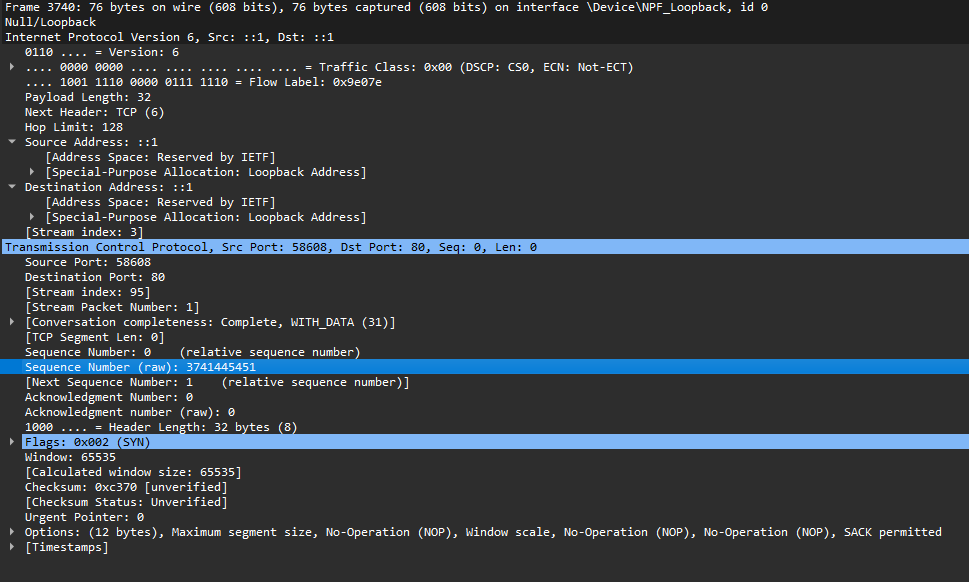 Frame 3740: 76 bytes on wire (608 bits), 76 bytes captured (608 bits) on interface \Device\NPF_Loopback, id 0
Null/Loopback
Internet Protocol Version 6, Src: ::1, Dst: ::1
0110 .... = Version: 6
.... 0000 0000 .... .... .... .... .... = Traffic Class: 0x00 (DSCP: CS0, ECN: Not-ECT)
.... 1001 1110 0000 0111 1110 = Flow Label: 0x9e07e
Payload Length: 32
Next Header: TCP (6)
Hop Limit: 128
Source Address: ::1
[Address Space: Reserved by IETF]
[Special-Purpose Allocation: Loopback Address]
Destination Address: ::1
[Address Space: Reserved by IETF]
[Special-Purpose Allocation: Loopback Address]
[Stream index: 3]
Transmission Control Protocol, Src Port: 58608, Dst Port: 80, Seq: 0, Len: 0
Source Port: 58608
Destination Port: 80
[Stream index: 95]
[Stream Packet Number: 1]
[Conversation completeness: Complete, WITH_DATA (31)]
[TCP Segment Len: 0]
Sequence Number: 0    (relative sequence number)
Sequence Number (raw): 3741445451
[Next Sequence Number: 1    (relative sequence number)]
Acknowledgment Number: 0
Acknowledgment number (raw): 0
1000 .... = Header Length: 32 bytes (8)
Flags: 0x002 (SYN)
Window: 65535
[Calculated window size: 65535]
Checksum: 0xc370 [unverified]
[Checksum Status: Unverified]
Urgent Pointer: 0
Options: (12 bytes), Maximum segment size, No-Operation (NOP), Window scale, No-Operation (NOP), No-Operation (NOP), SACK permitted
[Timestamps]